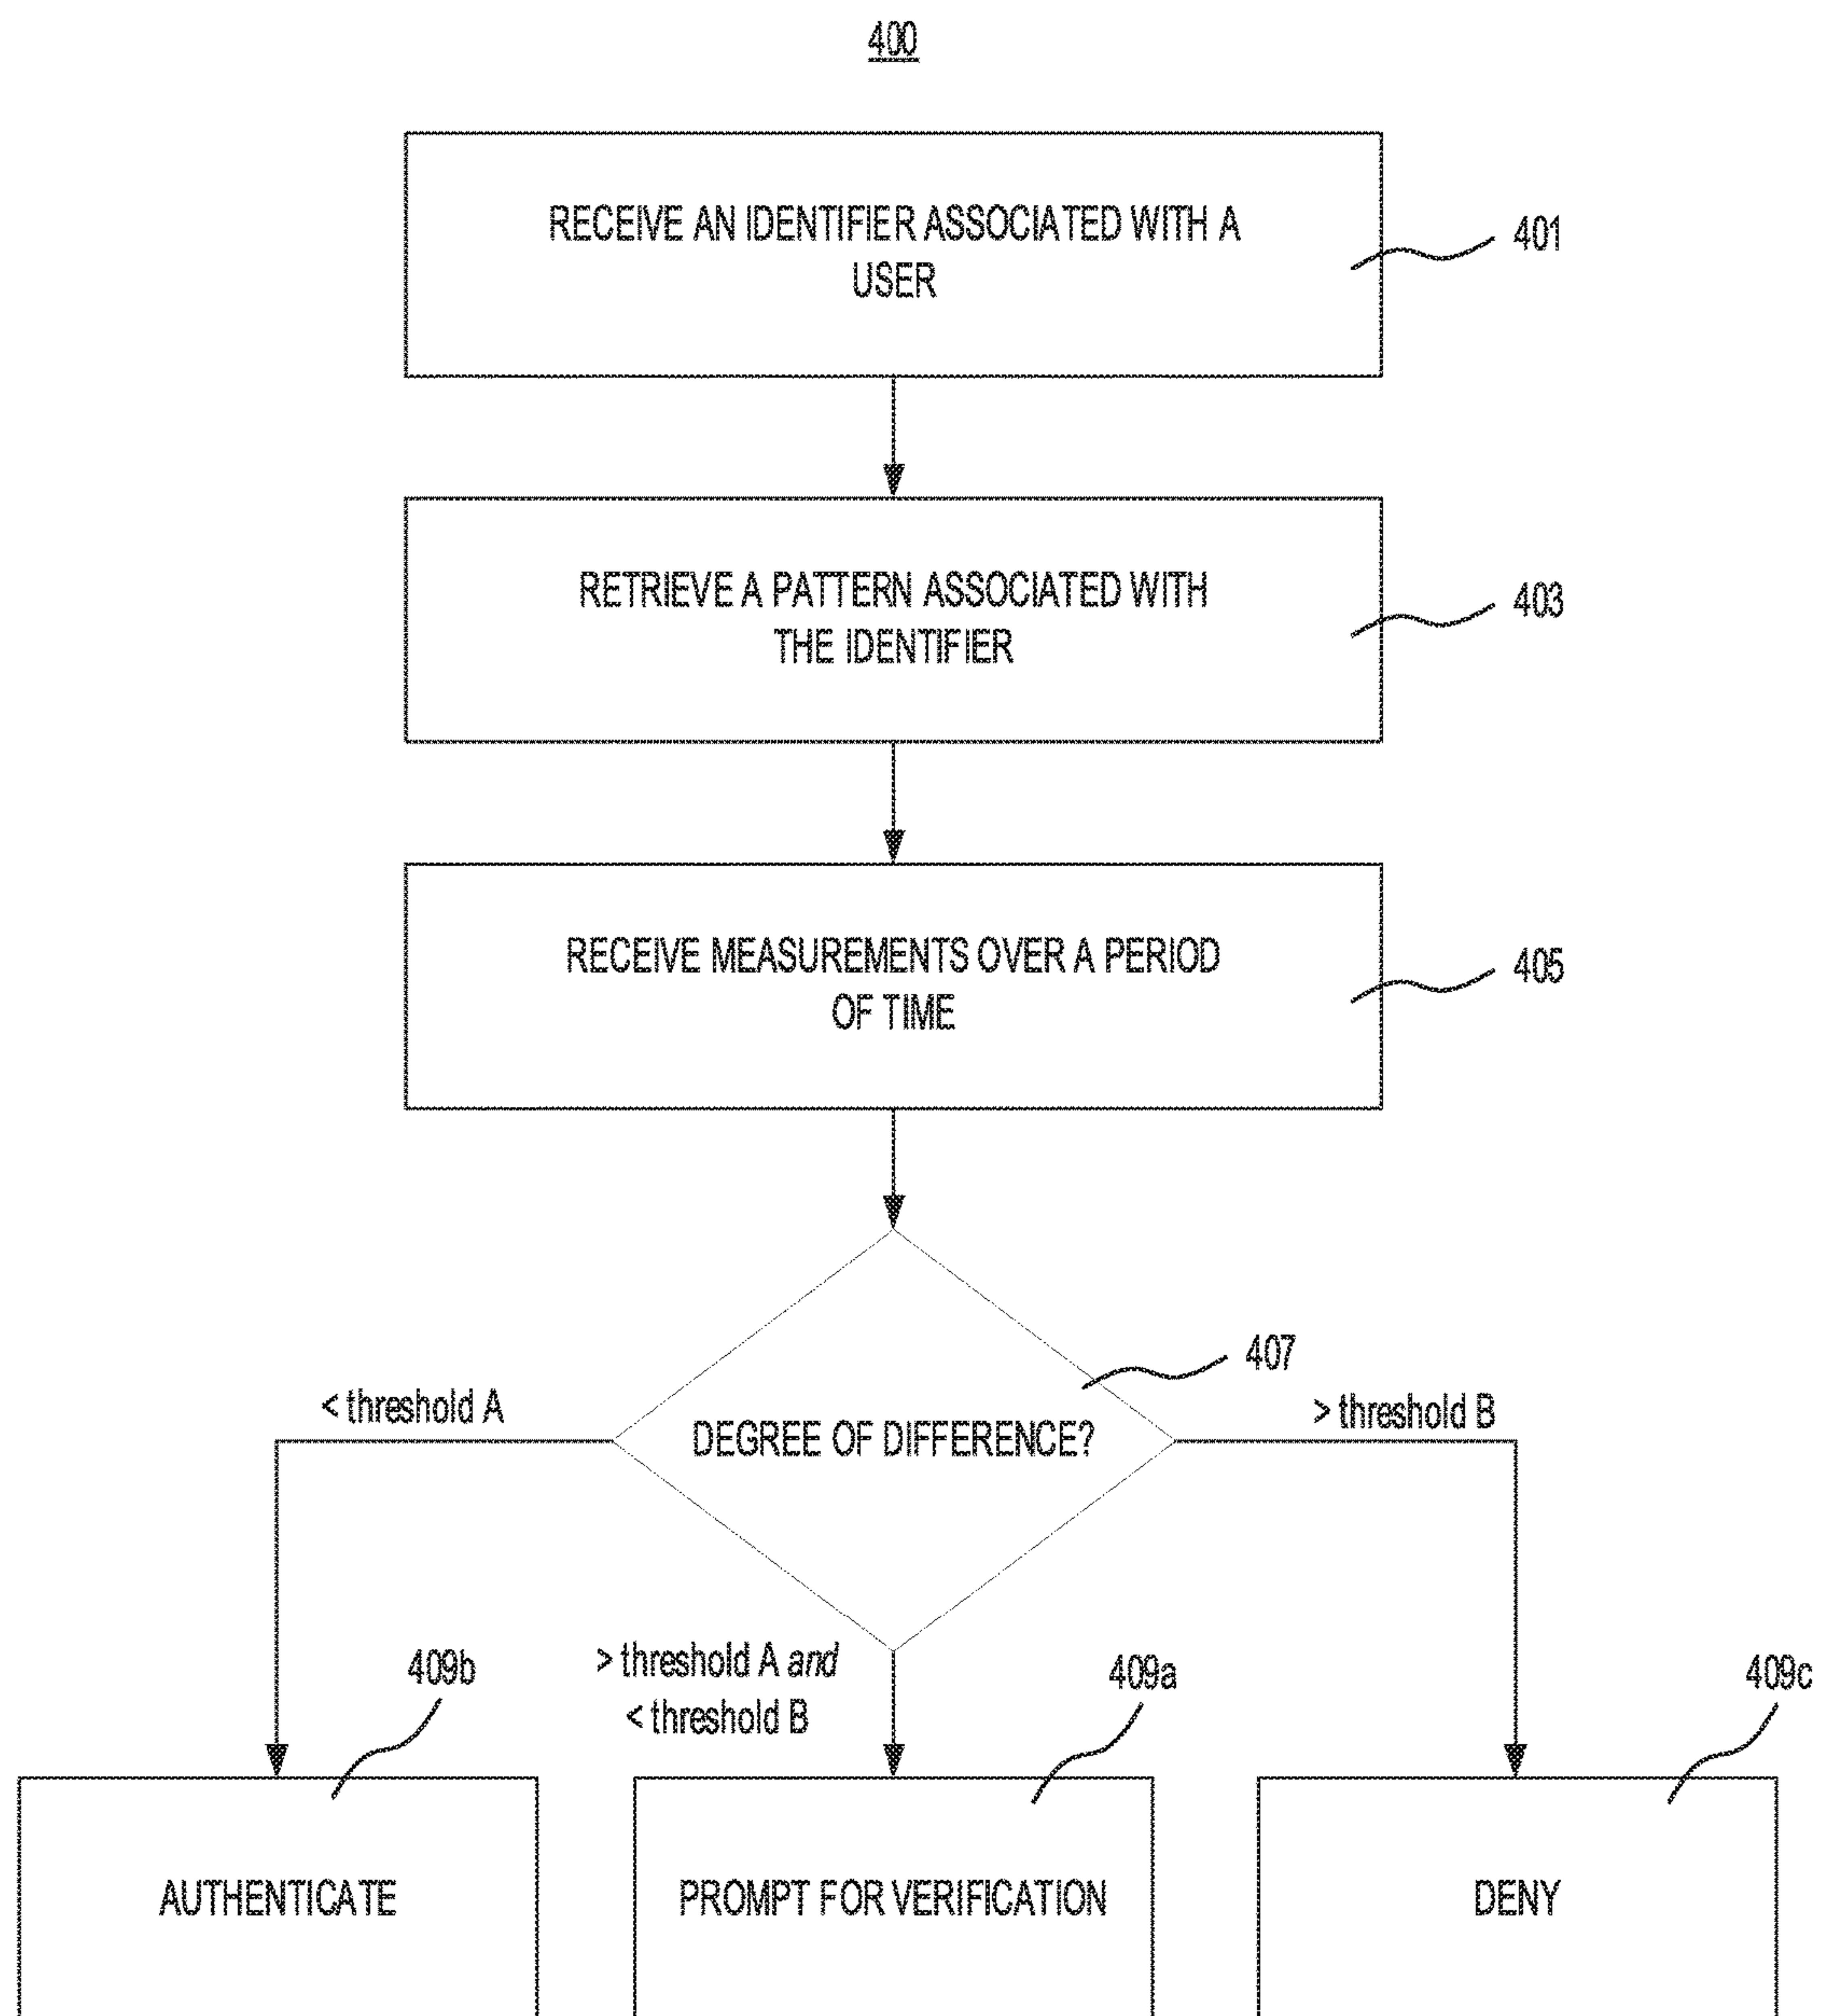 400
RECEIVE AN IDENTIFIER ASSOCIATED WITH A
USER
401
RETRIEVE A PATTERN ASSOCIATED WITH
THE IDENTIFIER
403
RECEIVE MEASUREMENTS OVER A PERIOD
OF TIME
405
407
< threshold A
> threshold B
DEGREE OF DIFFERENCE?
409b
> threshold A and
< threshold B
409a
409c
AUTHENTICATE
PROMPT FOR VERIFICATION
DENY